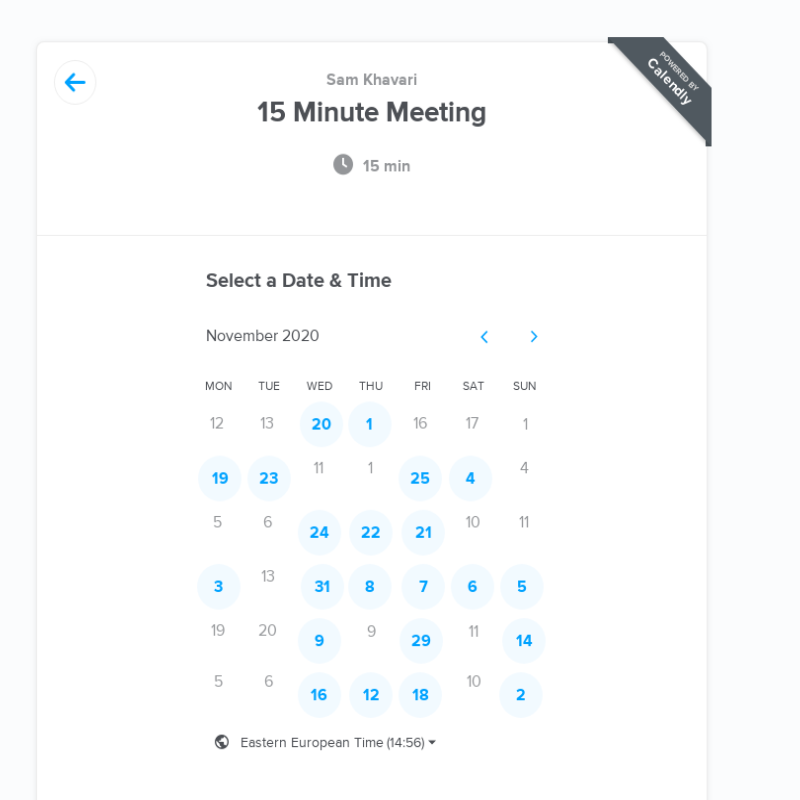 Sam Khavari
15 Minute Meeting
15 min
POWERED BY
Calendly
Select a Date & Time
November 2020
MON TUE WED THU FRI SAT SUN
12 13 20 1 16 17 1
19 23 11 1 25 4 4
5 6 24 22 21 10 11
3 13 31 8 7 6 5
19 20 9 9 29 11 14
5 6 16 12 18 10 2
Eastern European Time (14:56)